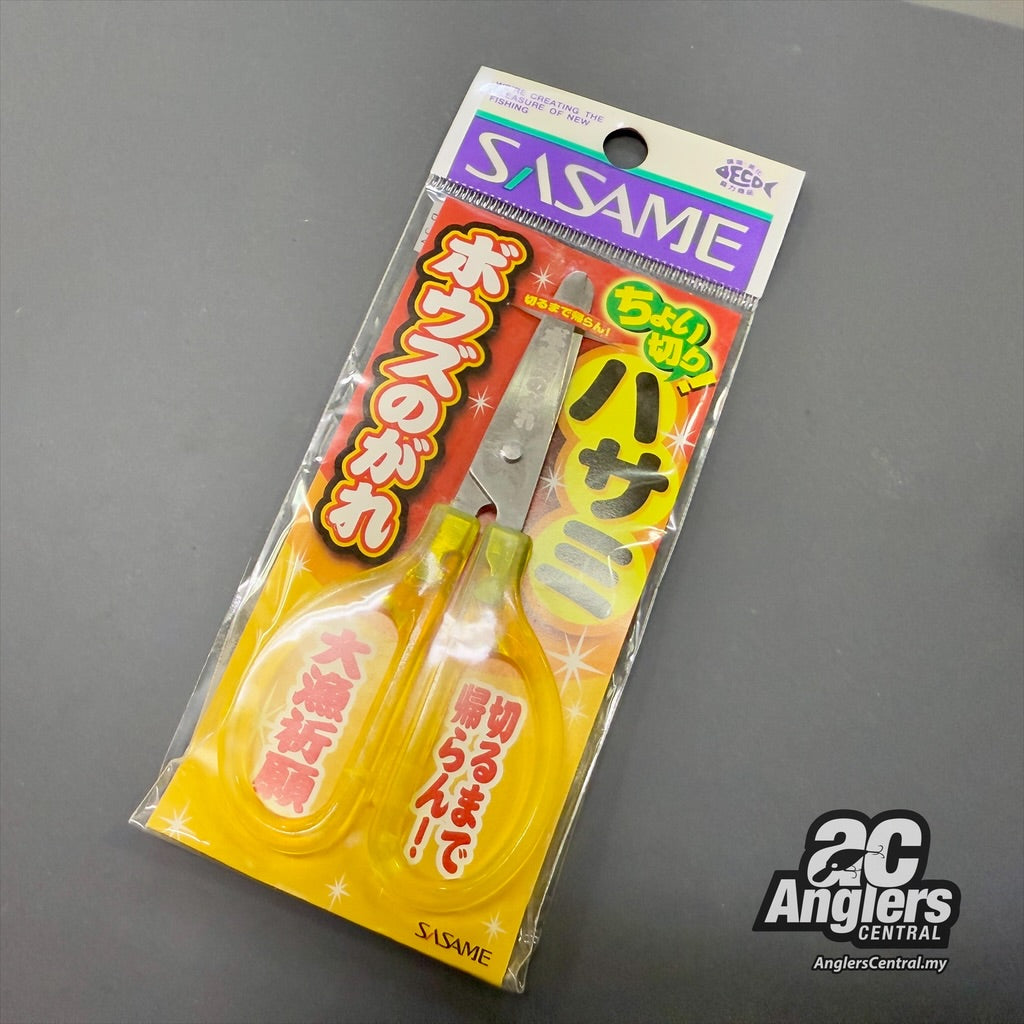 WE'RE CREATING THE
PLEASURE OF NEW
FISHING
SASAME
ECO
ボウズのがれ
切るまで帰らん!
ちょい
切り!
ハサミ
大漁祈願
切るまで
帰らん!
SASAME
ac
Anglers
CENTRAL
AnglersCentral.my